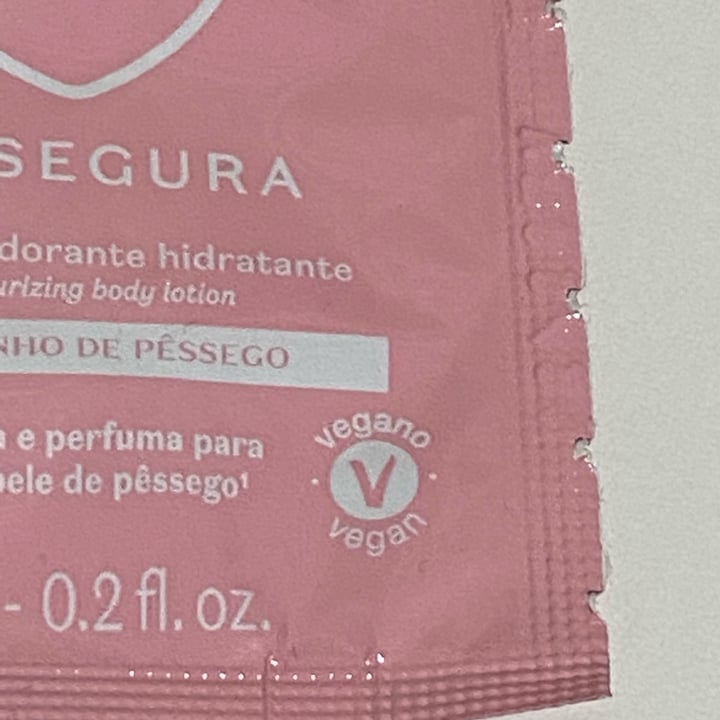 SEGURA
dorante hidratante
urizing body lotion
NHO DE PÊSSEGO
a e perfuma para
pele de pêssego¹
vegano
V
vegan
- 0.2 fl. oz.